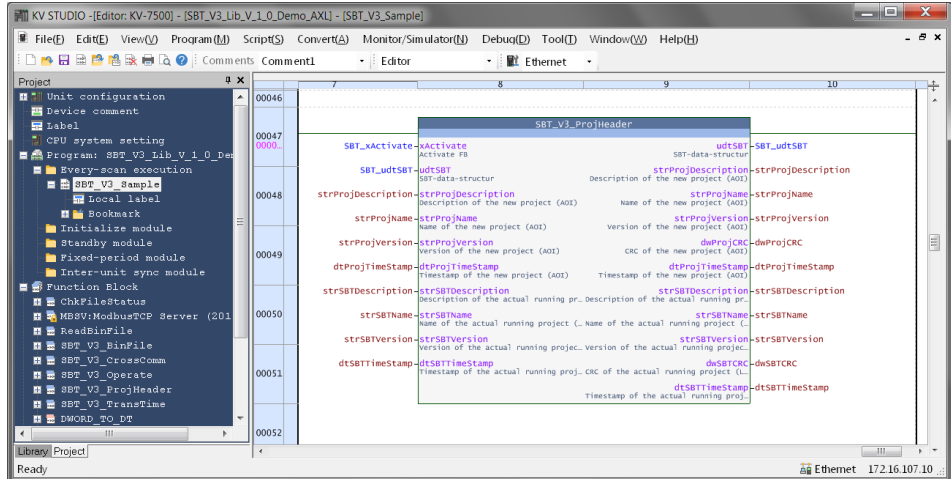 KV STUDIO -[Editor: KV-7500] - [SBT_V3_Lib_V_1_0_Demo_AXL] - [SBT_V3_Sample]
File(F) Edit(E) View(V) Program(M) Script(S) Convert(A) Monitor/Simulator(N) Debug(D) Tool(T) Window(W) Help(H)
Comments Comment1 Editor Ethernet
Project
Unit configuration
Device comment
Label
CPU system setting
Program: SBT_V3_Lib_V_1_0_Der
Every-scan execution
SBT_V3_Sample
Local label
Bookmark
Initialize module
Standby module
Fixed-period module
Inter-unit sync module
Function Block
ChkFileStatus
MBSV:ModbusTCP Server (201
ReadBinFile
SBT_V3_BinFile
SBT_V3_CrossComm
SBT_V3_Operate
SBT_V3_ProjHeader
SBT_V3_TransTime
DWORD_TO_DT
Library Project
7 8 9 10
00046
SBT_V3_ProjHeader
00047
0000…
SBT_xActivate xActivate udtSBT SBT_udtSBT
Activate FB SBT-data-structur
SBT_udtSBT udtSBT strProjDescription strProjDescription
SBT-data-structur Description of the new project (AOI)
00048
strProjDescription strProjDescription strProjName strProjName
Description of the new project (AOI) Name of the new project (AOI)
strProjName strProjName strProjVersion strProjVersion
Name of the new project (AOI) Version of the new project (AOI)
00049
strProjVersion strProjVersion dwProjCRC dwProjCRC
Version of the new project (AOI) CRC of the new project (AOI)
dtProjTimeStamp dtProjTimeStamp dtProjTimeStamp dtProjTimeStamp
Timestamp of the new project (AOI) Timestamp of the new project (AOI)
strSBTDescription strSBTDescription strSBTDescription strSBTDescription
Description of the actual running pr… Description of the actual running pr…
00050
strSBTName strSBTName strSBTName strSBTName
Name of the actual running project (… Name of the actual running project (…
strSBTVersion strSBTVersion strSBTVersion strSBTVersion
Version of the actual running projec… Version of the actual running projec…
00051
dtSBTTimeStamp dtSBTTimeStamp dwSBTCRC dwSBTCRC
Timestamp of the actual running proj… CRC of the actual running project (L…
dtSBTTimeStamp dtSBTTimeStamp
Timestamp of the actual running proj…
00052
Ready Ethernet 172.16.107.10